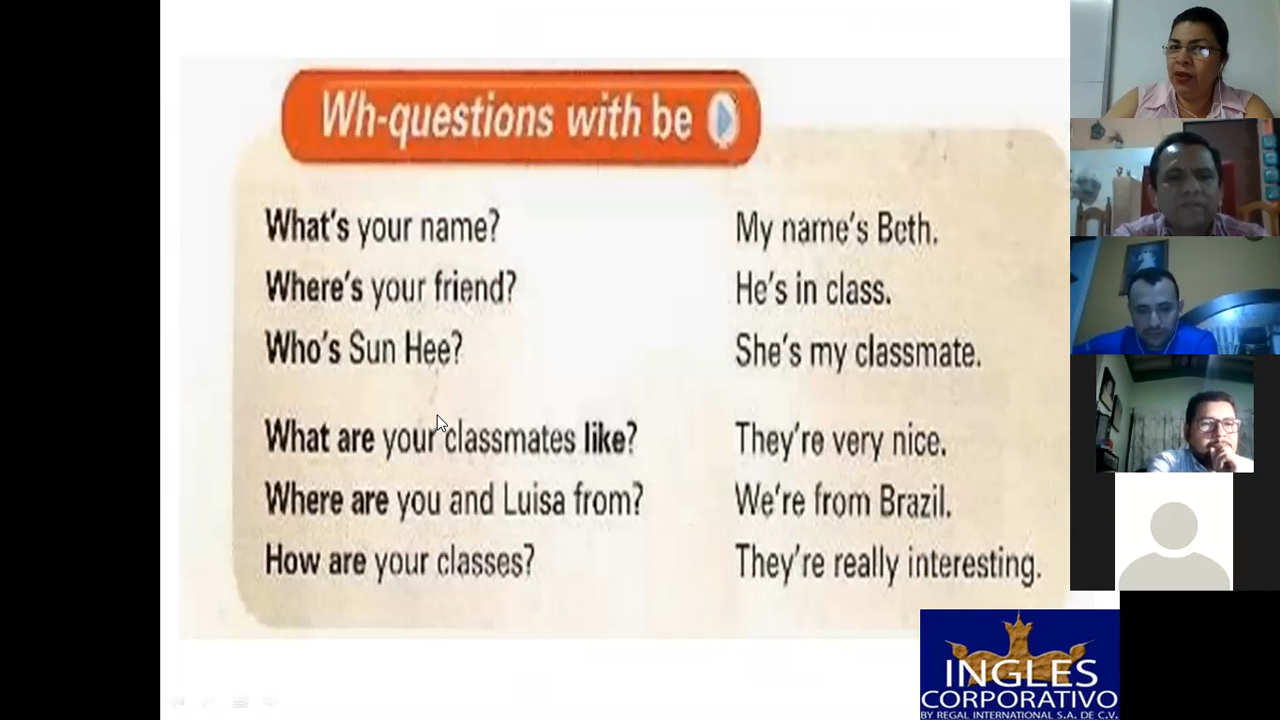 Wh-questions with be
What's your name? My name's Beth.
Where's your friend? He's in class.
Who's Sun Hee? She's my classmate.
What are your classmates like? They're very nice.
Where are you and Luisa from? We're from Brazil.
How are your classes? They're really interesting.
INGLES
CORPORATIVO
BY REGAL INTERNATIONAL S.A. DE C.V.